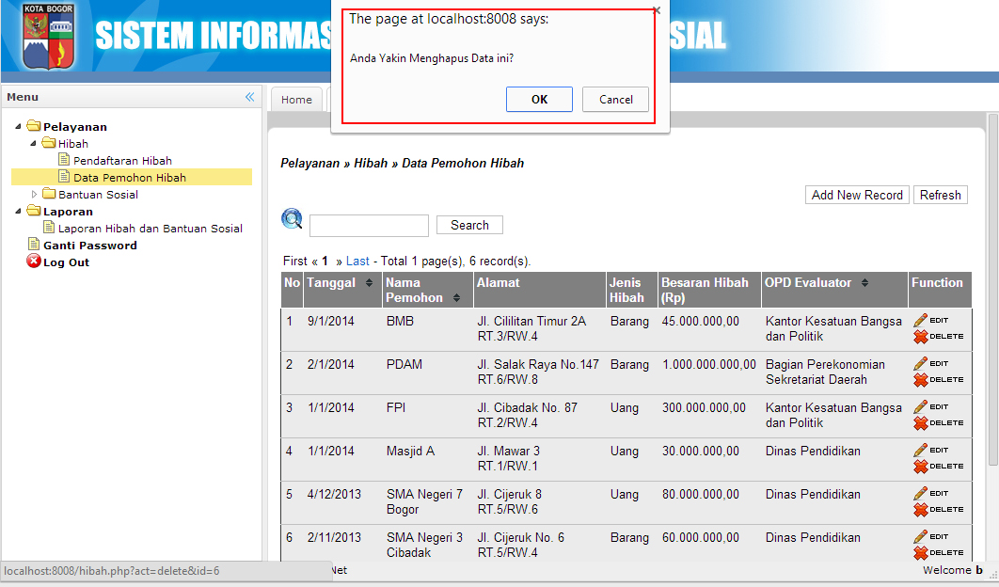 KOTA BOGOR
SISTEM INFORMAS
SIAL
The page at localhost:8008 says:
Anda Yakin Menghapus Data ini?
OK
Cancel
Menu
Home
Pelayanan
Hibah
Pendaftaran Hibah
Data Pemohon Hibah
Bantuan Sosial
Laporan
Laporan Hibah dan Bantuan Sosial
Ganti Password
Log Out
Pelayanan » Hibah » Data Pemohon Hibah
Add New Record Refresh
Search
First « 1 » Last - Total 1 page(s), 6 record(s).
No Tanggal Nama Pemohon Alamat Jenis Hibah Besaran Hibah (Rp) OPD Evaluator Function
1 9/1/2014 BMB Jl. Cililitan Timur 2A Barang 45.000.000,00 Kantor Kesatuan Bangsa EDIT
RT.3/RW.4 dan Politik DELETE
2 2/1/2014 PDAM Jl. Salak Raya No.147 Barang 1.000.000.000,00 Bagian Perekonomian EDIT
RT.6/RW.8 Sekretariat Daerah DELETE
3 1/1/2014 FPI Jl. Cibadak No. 87 Uang 300.000.000,00 Kantor Kesatuan Bangsa EDIT
RT.2/RW.4 dan Politik DELETE
4 1/1/2014 Masjid A Jl. Mawar 3 Uang 30.000.000,00 Dinas Pendidikan EDIT
RT.1/RW.1 DELETE
5 4/12/2013 SMA Negeri 7 Jl. Cijeruk 8 Uang 80.000.000,00 Dinas Pendidikan EDIT
Bogor RT.5/RW.6 DELETE
6 2/11/2013 SMA Negeri 3 Jl. Cijeruk No. 6 Barang 60.000.000,00 Dinas Pendidikan EDIT
Cibadak RT.5/RW.4 DELETE
localhost:8008/hibah.php?act=delete&id=6
Net
Welcome b